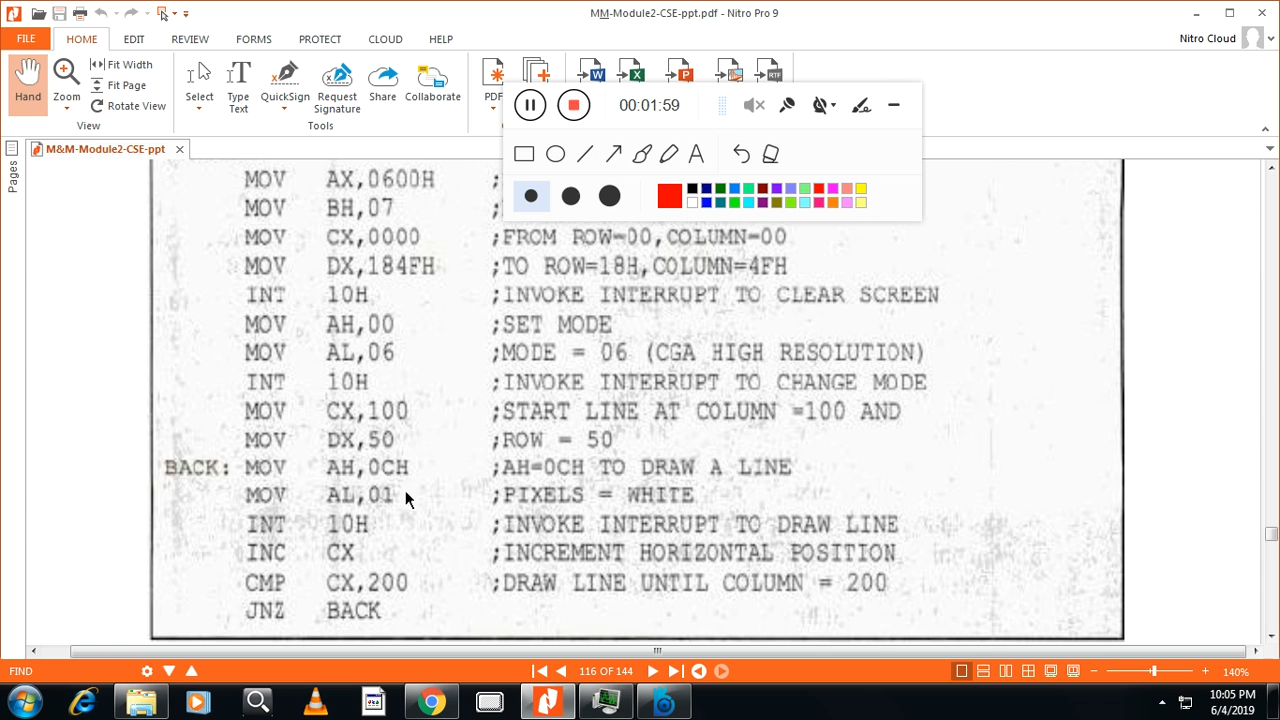 MM-Module2-CSE-ppt.pdf - Nitro Pro 9
FILE HOME EDIT REVIEW FORMS PROTECT CLOUD HELP Nitro Cloud
Hand
Zoom
Fit Width
Fit Page
Rotate View
Select
Type Text
QuickSign
Request Signature
Share
Collaborate
PDF
View
Tools
00:01:59
Pages
M&M-Module2-CSE-ppt
MOV AX,0600H ;
MOV BH,07 ;
MOV CX,0000 ;FROM ROW=00,COLUMN=00
MOV DX,184FH ;TO ROW=18H,COLUMN=4FH
INT 10H ;INVOKE INTERRUPT TO CLEAR SCREEN
MOV AH,00 ;SET MODE
MOV AL,06 ;MODE = 06 (CGA HIGH RESOLUTION)
INT 10H ;INVOKE INTERRUPT TO CHANGE MODE
MOV CX,100 ;START LINE AT COLUMN =100 AND
MOV DX,50 ;ROW = 50
BACK: MOV AH,0CH ;AH=0CH TO DRAW A LINE
MOV AL,01 ;PIXELS = WHITE
INT 10H ;INVOKE INTERRUPT TO DRAW LINE
INC CX ;INCREMENT HORIZONTAL POSITION
CMP CX,200 ;DRAW LINE UNTIL COLUMN = 200
JNZ BACK
FIND 116 OF 144 140%
10:05 PM
6/4/2019